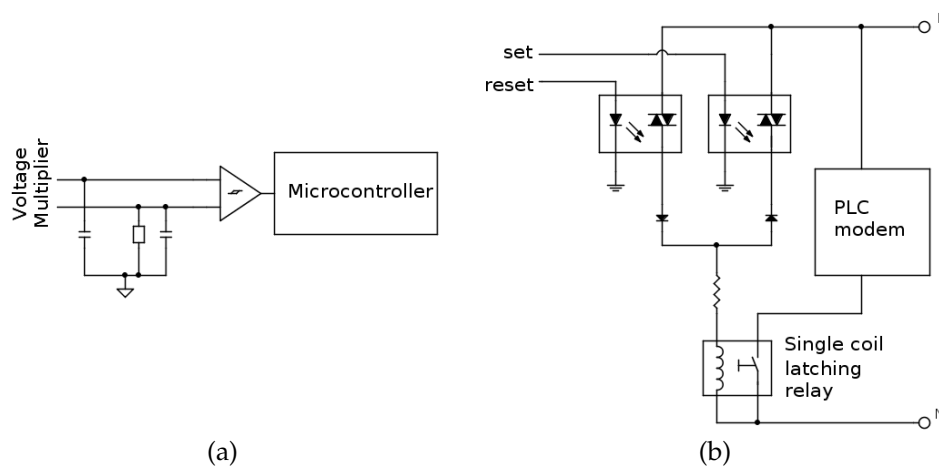 set
reset
Voltage
Multiplier
Microcontroller
PLC
modem
Single coil
latching
relay
(a)
(b)